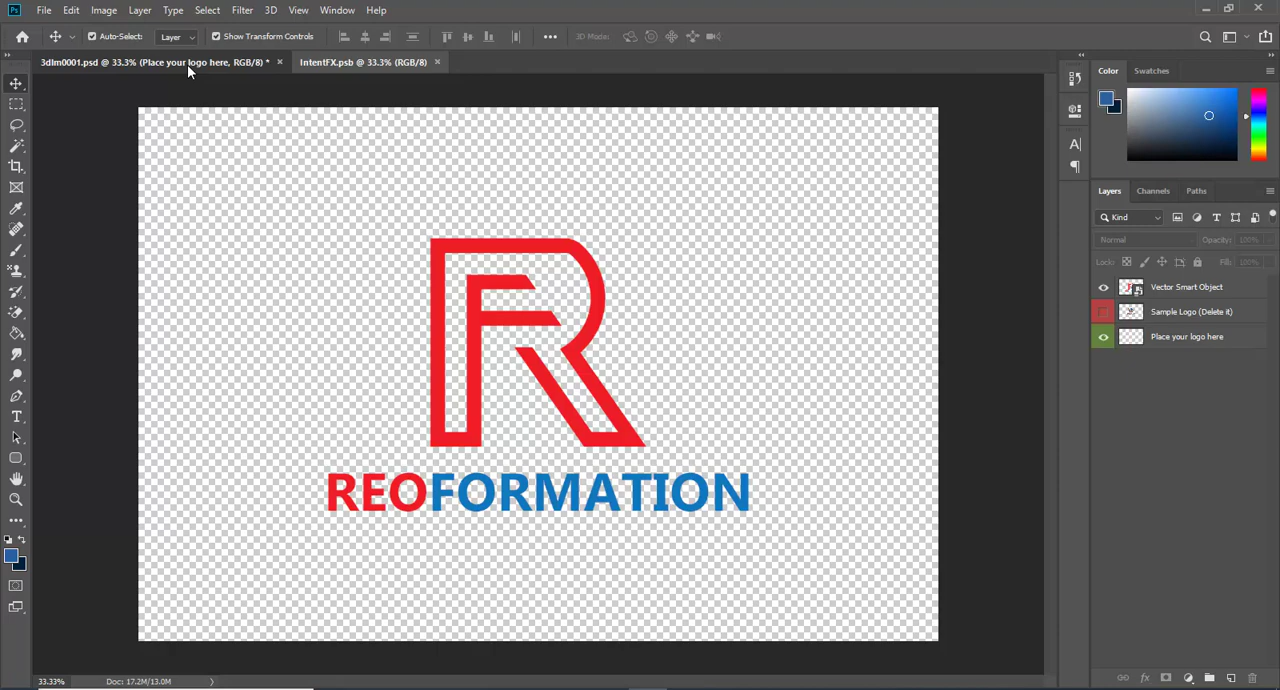 Ps File Edit Image Layer Type Select Filter 3D View Window Help
Auto-Select: Layer Show Transform Controls 3D Mode:
3dlm0001.psd @ 33.3% (Place your logo here, RGB/8) * × IntentFX.psb @ 33.3% (RGB/8) ×
Color Swatches
Layers Channels Paths
Kind
Normal Opacity: 100%
Lock: Fill: 100%
Vector Smart Object
Sample Logo (Delete it)
Place your logo here
REOFORMATION
33.33% Doc: 17.2M/13.0M